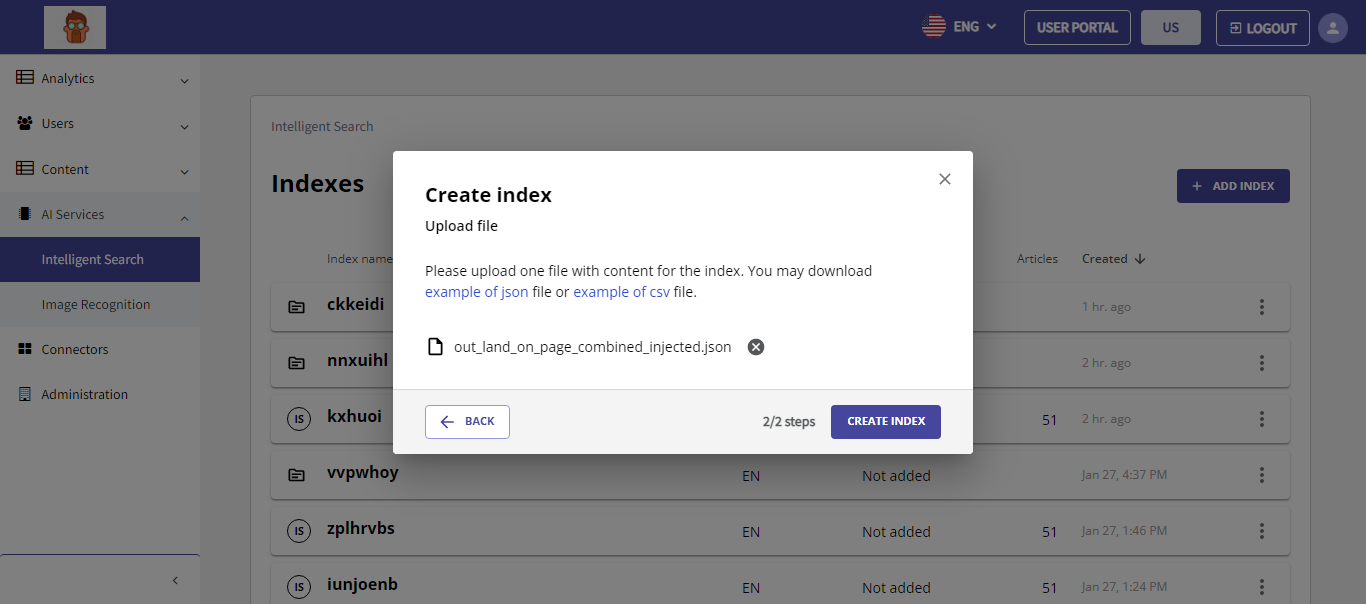 ENG
USER PORTAL
US
LOGOUT
Analytics
Users
Content
AI Services
Intelligent Search
Image Recognition
Connectors
Administration
Intelligent Search
Indexes
+ ADD INDEX
Index name
Articles
Created
ckkeidi
1 hr. ago
nnxuihl
2 hr. ago
IS kxhuoi 51 2 hr. ago
vvpwhoy EN Not added Jan 27, 4:37 PM
IS zplhrvbs EN Not added 51 Jan 27, 1:46 PM
IS iunjoenb EN Not added 51 Jan 27, 1:24 PM
Create index
Upload file
Please upload one file with content for the index. You may download
example of json file or example of csv file.
out_land_on_page_combined_injected.json
BACK
2/2 steps
CREATE INDEX